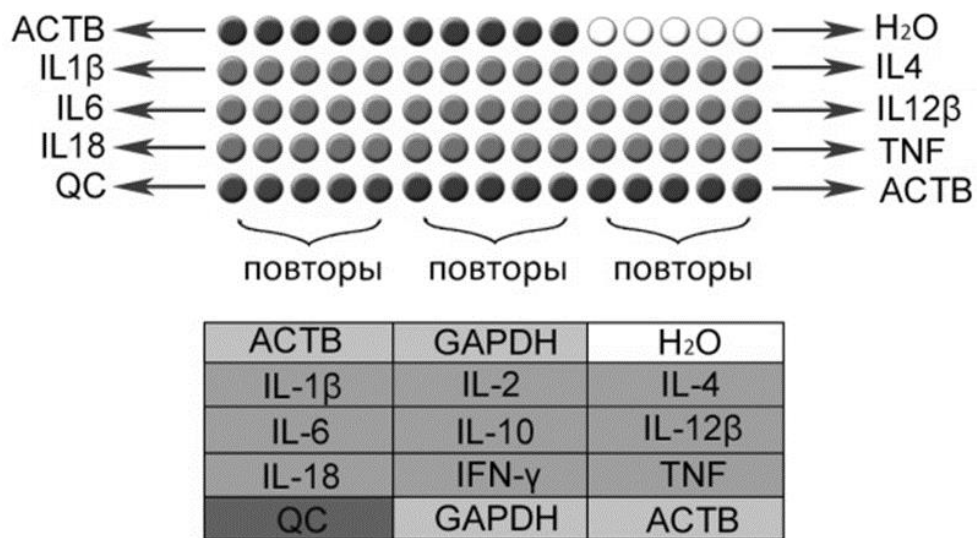 ACTB H₂O
IL1β IL4
IL6 IL12β
IL18 TNF
QC ACTB
повторы повторы повторы
ACTB GAPDH H₂O
IL-1β IL-2 IL-4
IL-6 IL-10 IL-12β
IL-18 IFN-γ TNF
QC GAPDH ACTB